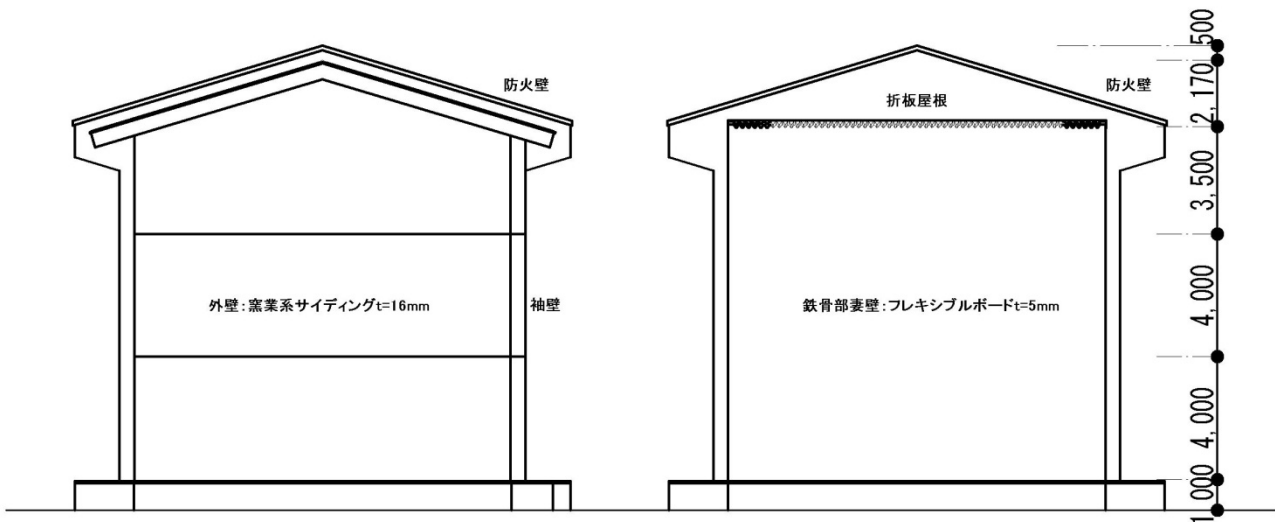 防火壁
外壁:窯業系サイディングt=16mm
袖壁
防火壁
折板屋根
鉄骨部妻壁:フレキシブルボードt=5mm
500
2,170
3,500
4,000
4,000
1,000